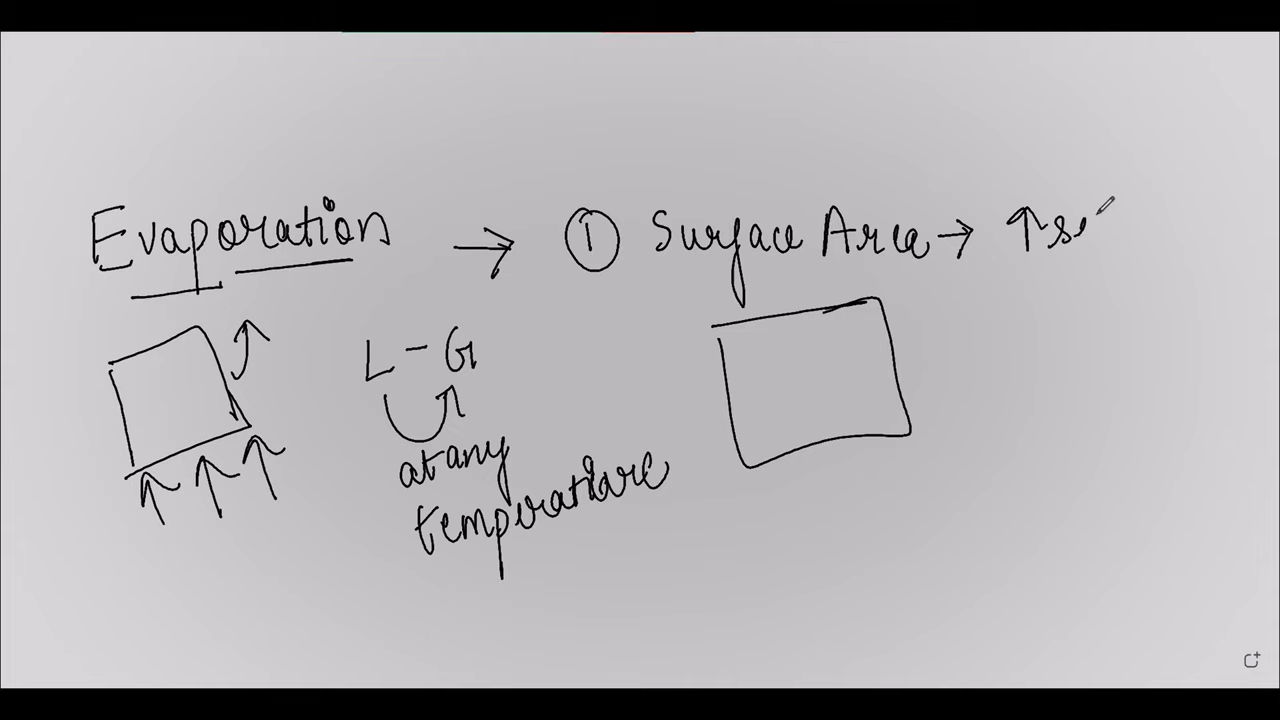 Evaporation → ① Surface Area → ↑
L - G
at any
temperature